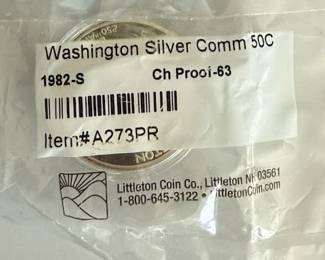 Washington Silver Comm 50C
1982-S Ch Proof-63
Item#A273PR
Littleton Coin Co., Littleton NH 03561
1-800-645-3122 • LittletonCoin.com